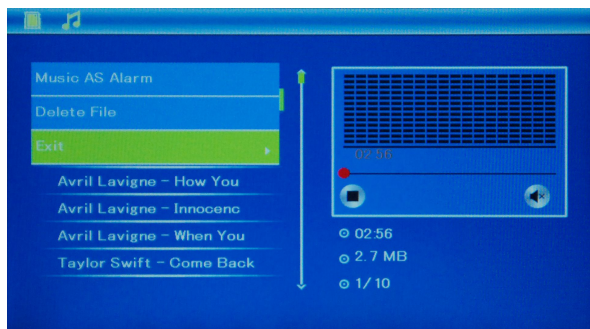 Music AS Alarm
Delete File
Exit
Avril Lavigne - How You
Avril Lavigne - Innocenc
Avril Lavigne - When You
Taylor Swift - Come Back
02:56
02:56
2.7 MB
1/10